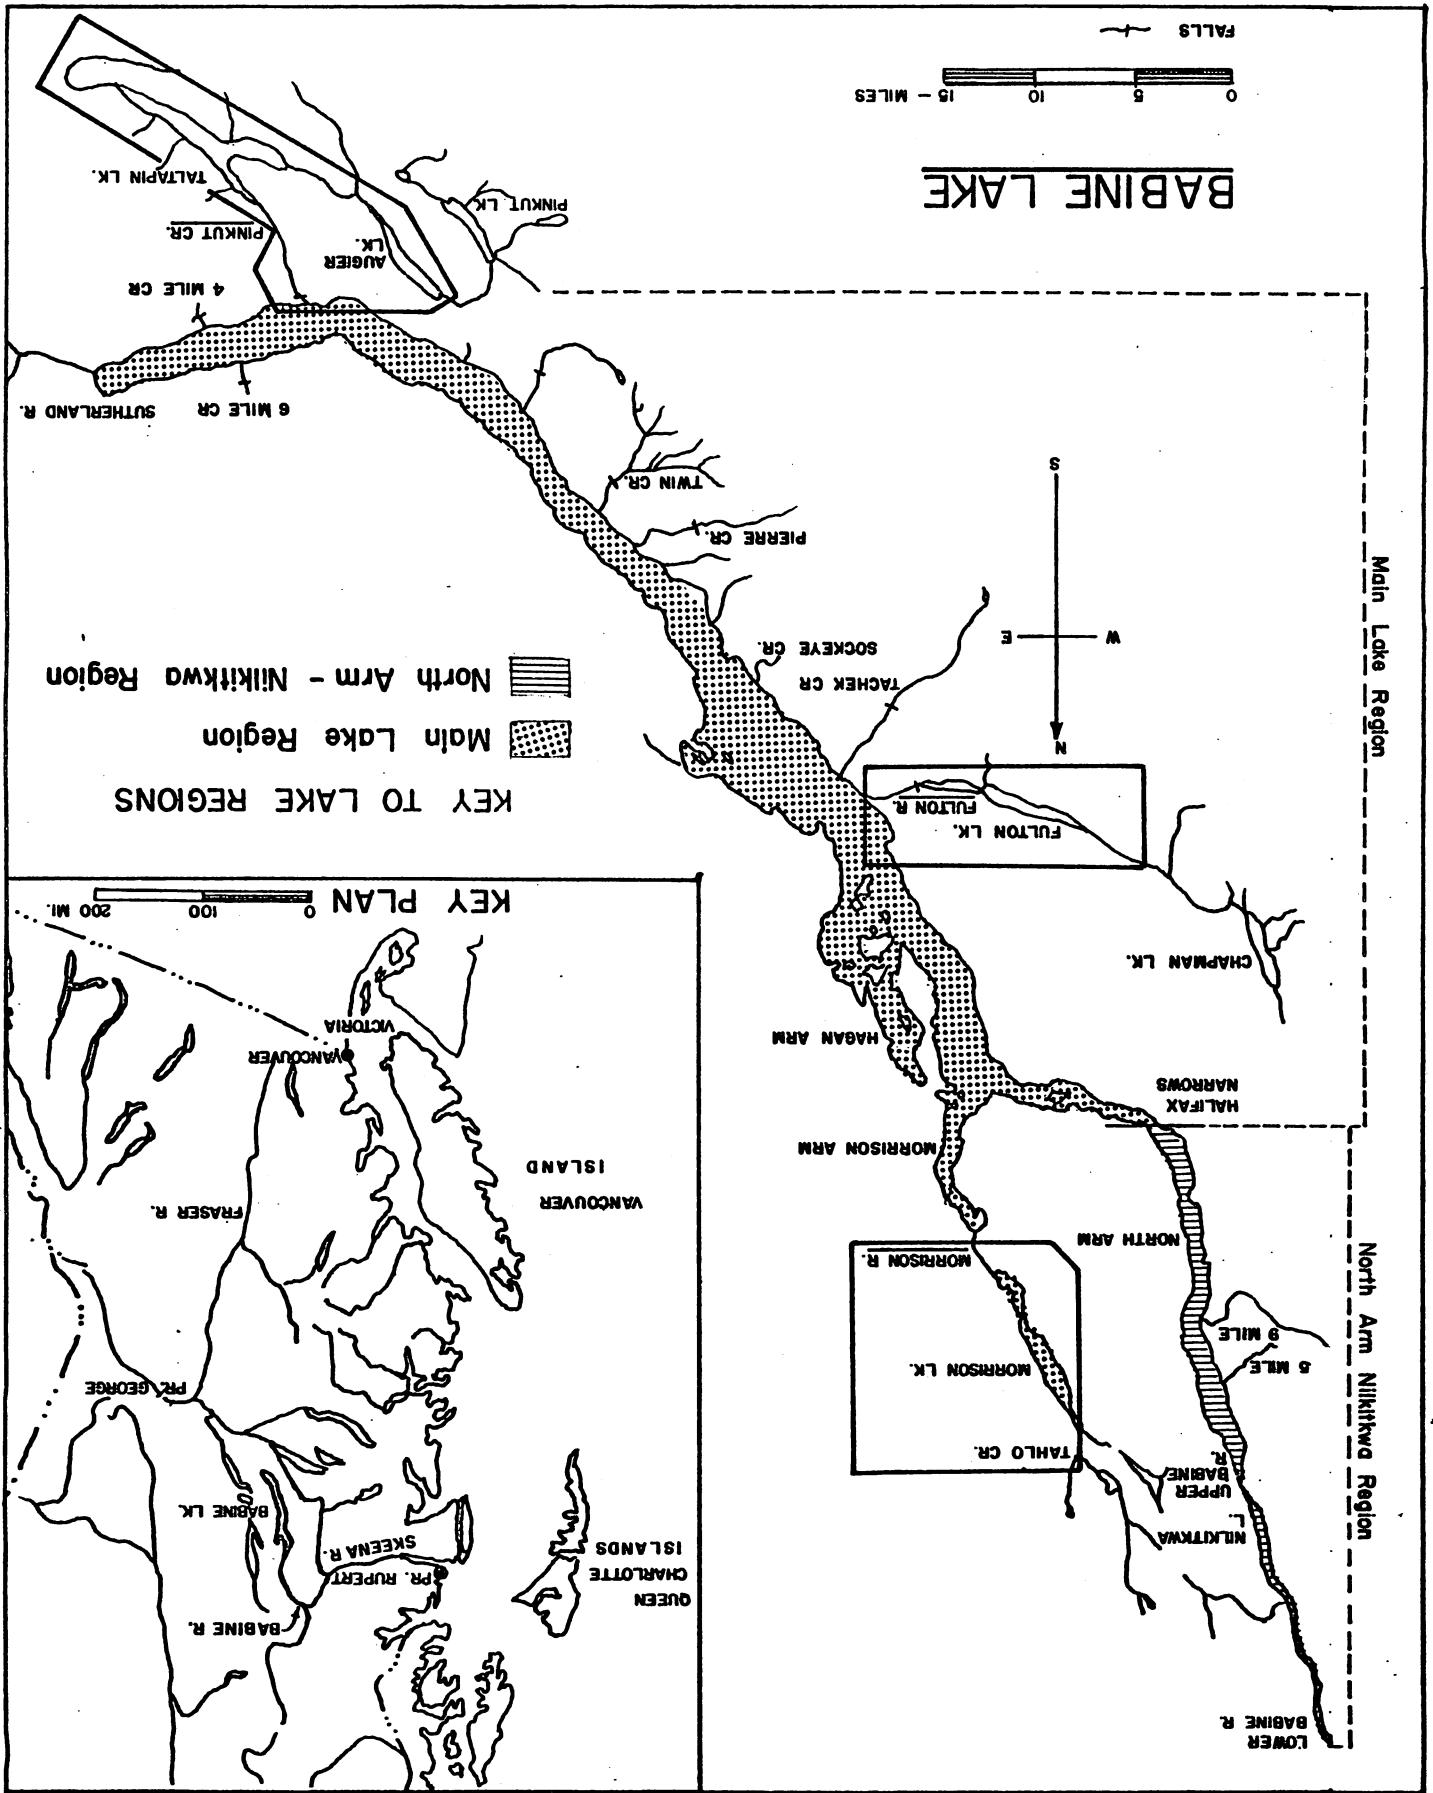 LOWER
BABINE R.
NILKITKWA
L.
UPPER
BABINE
R.
5 MILE
9 MILE
NORTH ARM
TAHLO CR.
MORRISON LK.
MORRISON R.
MORRISON ARM
HALIFAX
NARROWS
HAGAN ARM
CHAPMAN LK.
FULTON LK.
FULTON R.
TACHEK CR
SOCKEYE CR.
PIERRE CR.
TWIN CR.
6 MILE CR
SUTHERLAND R.
4 MILE CR
PINKUT CR.
AUGIER
LK.
TALTAPIN LK.
PINKUT LK.
North Arm Nilkitkwa Region
Main Lake Region
N
W
E
S
QUEEN
CHARLOTTE
ISLANDS
BABINE R.
PR. RUPERT
SKEENA R.
BABINE LK.
PR. GEORGE
FRASER R.
VANCOUVER
ISLAND
VANCOUVER
VICTORIA
KEY PLAN
0 100 200 MI.
KEY TO LAKE REGIONS
Main Lake Region
North Arm - Nilkitkwa Region
BABINE LAKE
0 5 10 15 - MILES
FALLS